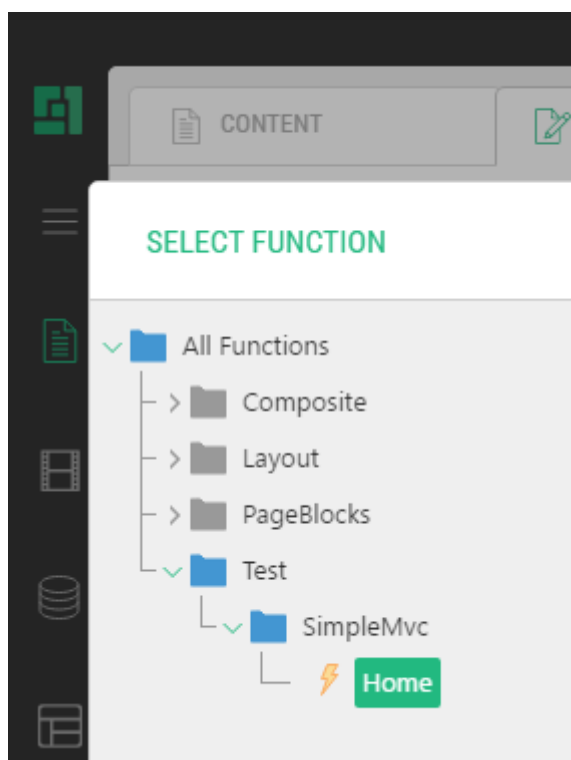 CONTENT
SELECT FUNCTION
All Functions
Composite
Layout
PageBlocks
Test
SimpleMvc
Home